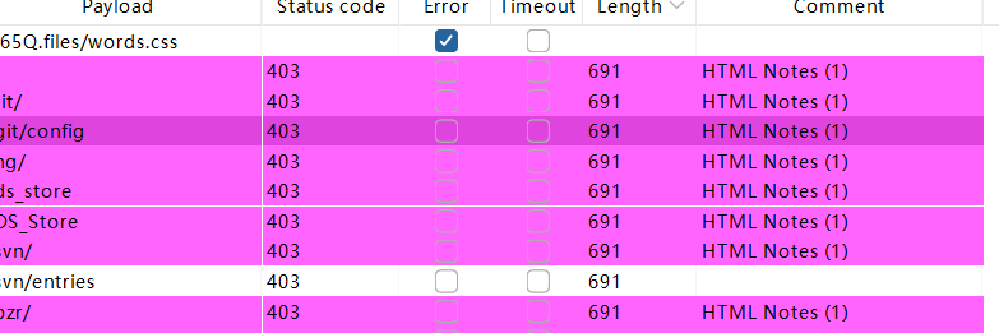 Payload Status code Error Timeout Length Comment
65Q.files/words.css
403 691 HTML Notes (1)
it/ 403 691 HTML Notes (1)
git/config 403 691 HTML Notes (1)
ng/ 403 691 HTML Notes (1)
ds_store 403 691 HTML Notes (1)
OS_Store 403 691 HTML Notes (1)
svn/ 403 691 HTML Notes (1)
svn/entries 403 691
ozr/ 403 691 HTML Notes (1)